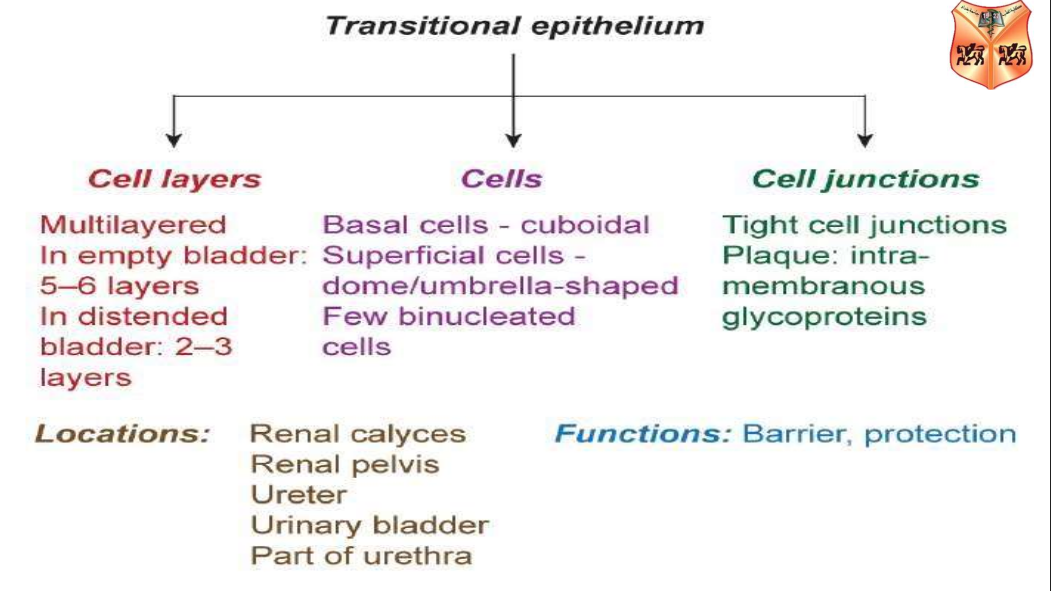 Transitional epithelium
Cell layers
Multilayered
In empty bladder:
5–6 layers
In distended
bladder: 2–3
layers
Cells
Basal cells - cuboidal
Superficial cells -
dome/umbrella-shaped
Few binucleated
cells
Cell junctions
Tight cell junctions
Plaque: intra-
membranous
glycoproteins
Locations: Renal calyces
Renal pelvis
Ureter
Urinary bladder
Part of urethra
Functions: Barrier, protection